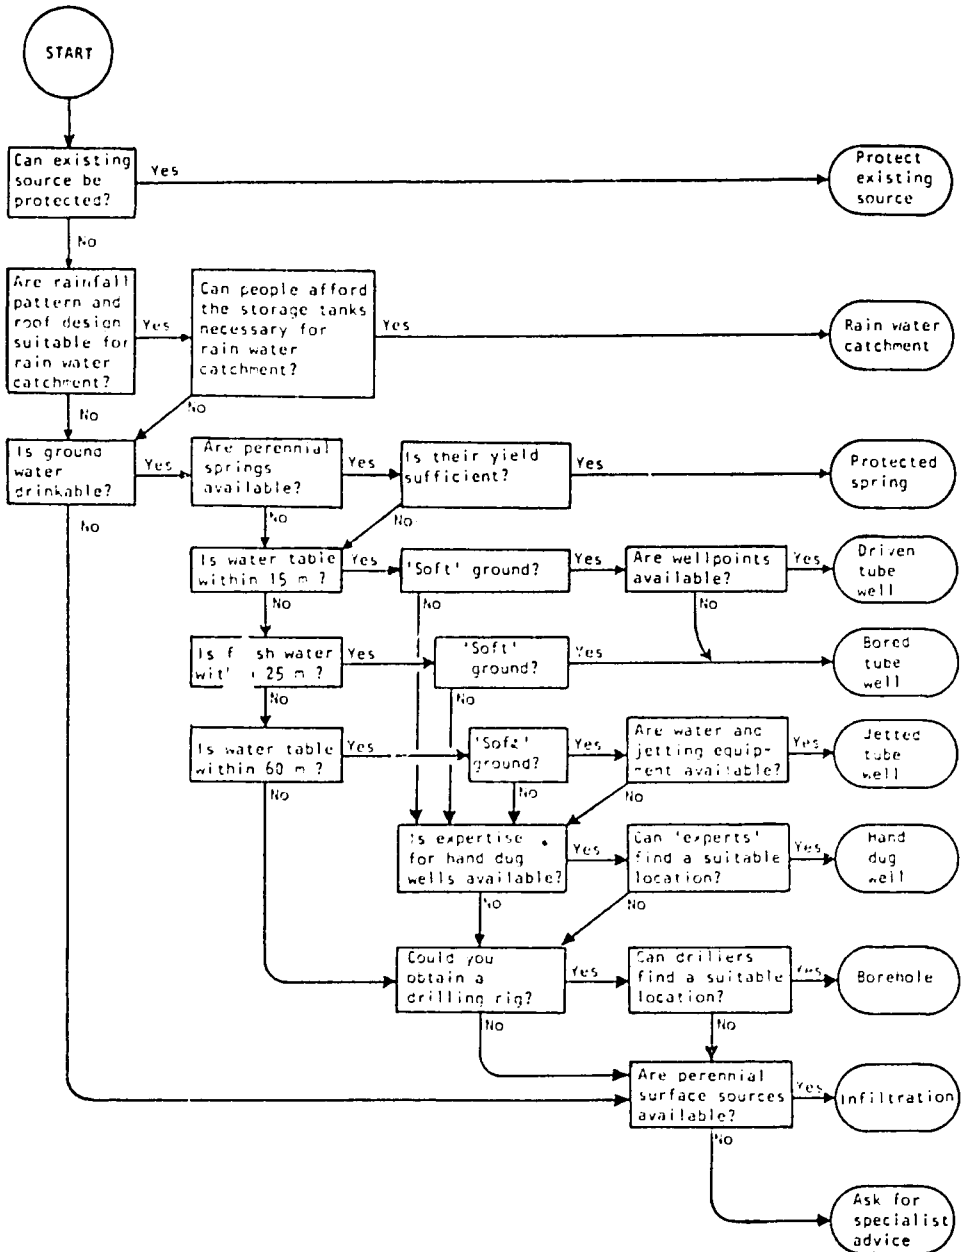 START
Can existing
source be
protected?
Yes
Protect
existing
source
No
Are rainfall
pattern and
roof design
suitable for
rain water
catchment?
Yes
Can people afford
the storage tanks
necessary for
rain water
catchment?
Yes
Rain water
catchment
No
No
Is ground
water
drinkable?
Yes
Are perennial
springs
available?
Yes
Is their yield
sufficient?
Yes
Protected
spring
No
No
No
Is water table
within 15 m?
Yes
'Soft' ground?
Yes
Are wellpoints
available?
Yes
Driven
tube
well
No
No
No
Is water
25 m?
Yes
'Soft'
ground?
Yes
Bored
tube
well
No
No
Is water table
within 60 m?
Yes
'Soft'
ground?
Yes
Are water and
jetting equip-
ment available?
Yes
Jetted
tube
well
No
No
No
Is expertise
for hand dug
wells available?
Yes
Can 'experts'
find a suitable
location?
Yes
Hand
dug
well
No
No
Could you
obtain a
drilling rig?
Yes
Can drillers
find a suitable
location?
Yes
Borehole
No
No
Are perennial
surface sources
available?
Yes
Infiltration
No
Ask for
specialist
advice